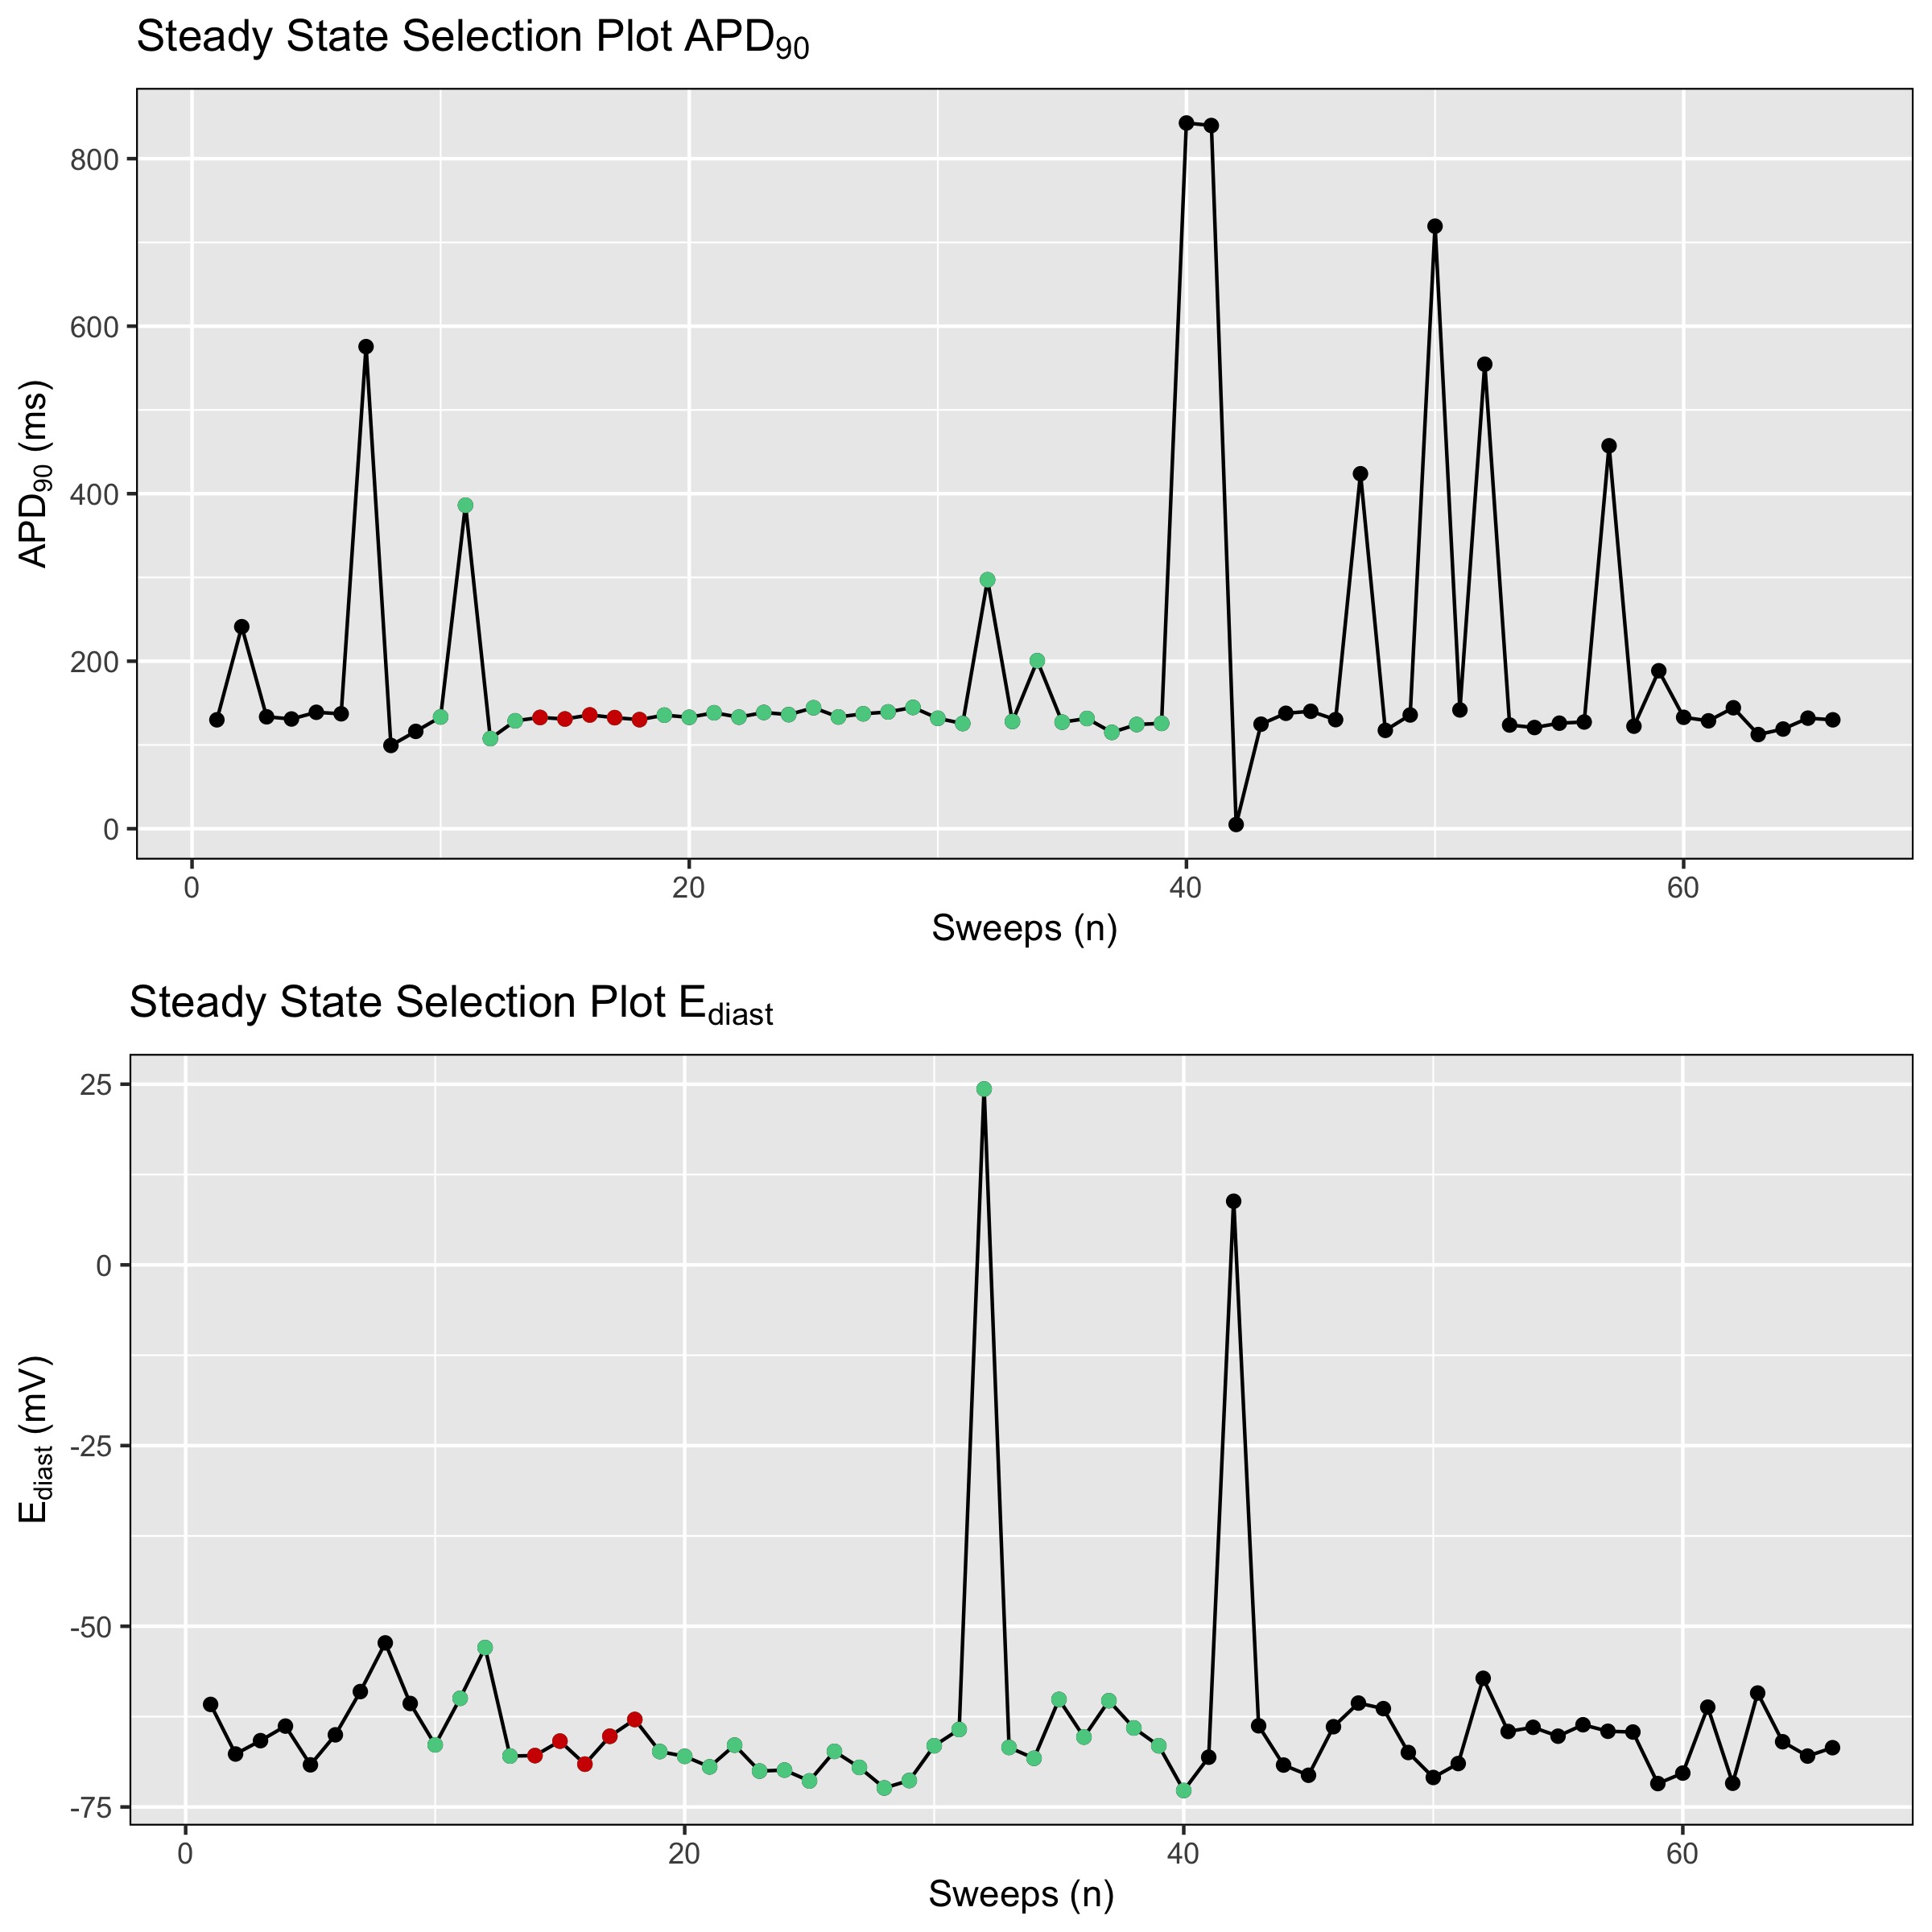 Steady State Selection Plot APD90
800
600
400
200
0
APD90 (ms)
0 20 40 60
Sweeps (n)
Steady State Selection Plot Ediast
25
0
-25
-50
-75
Ediast (mV)
0 20 40 60
Sweeps (n)